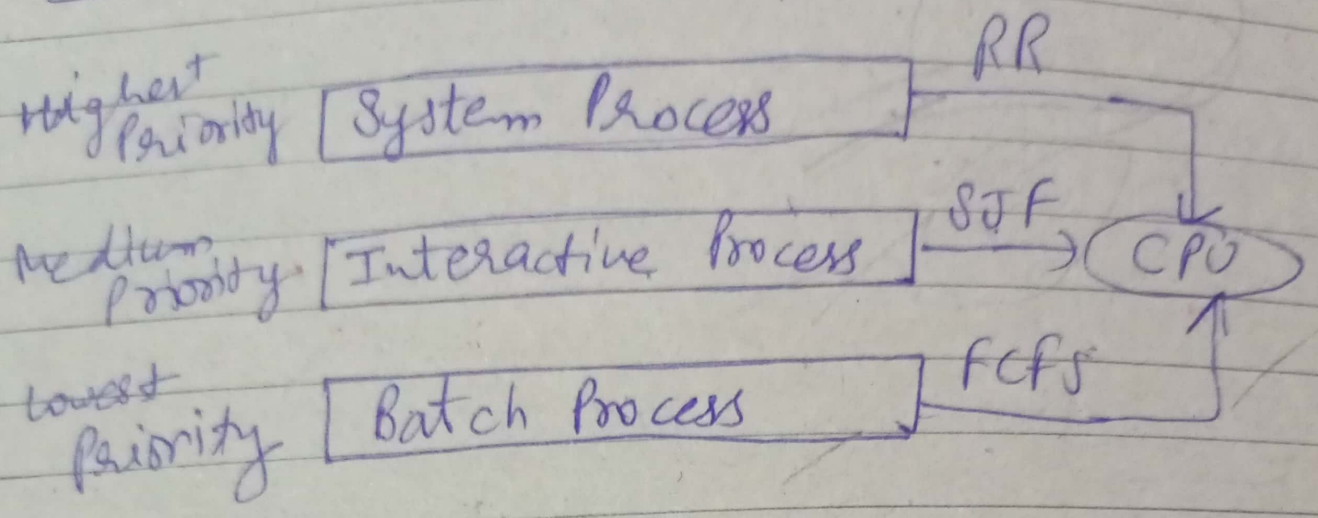 RR
Highest
Priority
System Process
SJF
Medium
Priority
Interactive Process
CPU
FCFS
Lowest
Priority
Batch Process